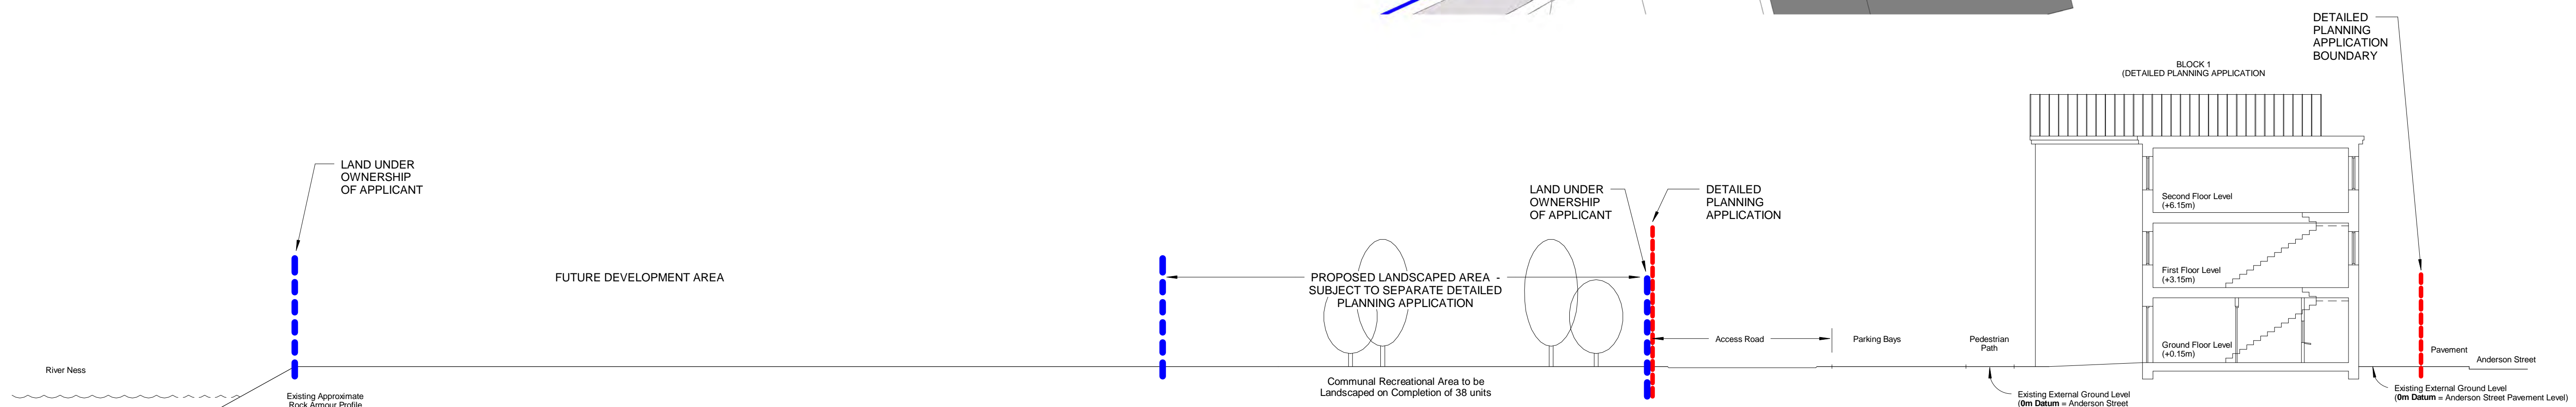 DETAILED
PLANNING
APPLICATION
BOUNDARY
BLOCK 1
(DETAILED PLANNING APPLICATION
LAND UNDER
OWNERSHIP
OF APPLICANT
LAND UNDER
OWNERSHIP
OF APPLICANT
DETAILED
PLANNING
APPLICATION
Second Floor Level
(+6.15m)
First Floor Level
(+3.15m)
Ground Floor Level
(+0.15m)
FUTURE DEVELOPMENT AREA
PROPOSED LANDSCAPED AREA -
SUBJECT TO SEPARATE DETAILED
PLANNING APPLICATION
Access Road
Parking Bays
Pedestrian
Path
Pavement
Anderson Street
River Ness
Existing Approximate
Rock Armour Profile
Communal Recreational Area to be
Landscaped on Completion of 38 units
Existing External Ground Level
(0m Datum = Anderson Street
Existing External Ground Level
(0m Datum = Anderson Street Pavement Level)